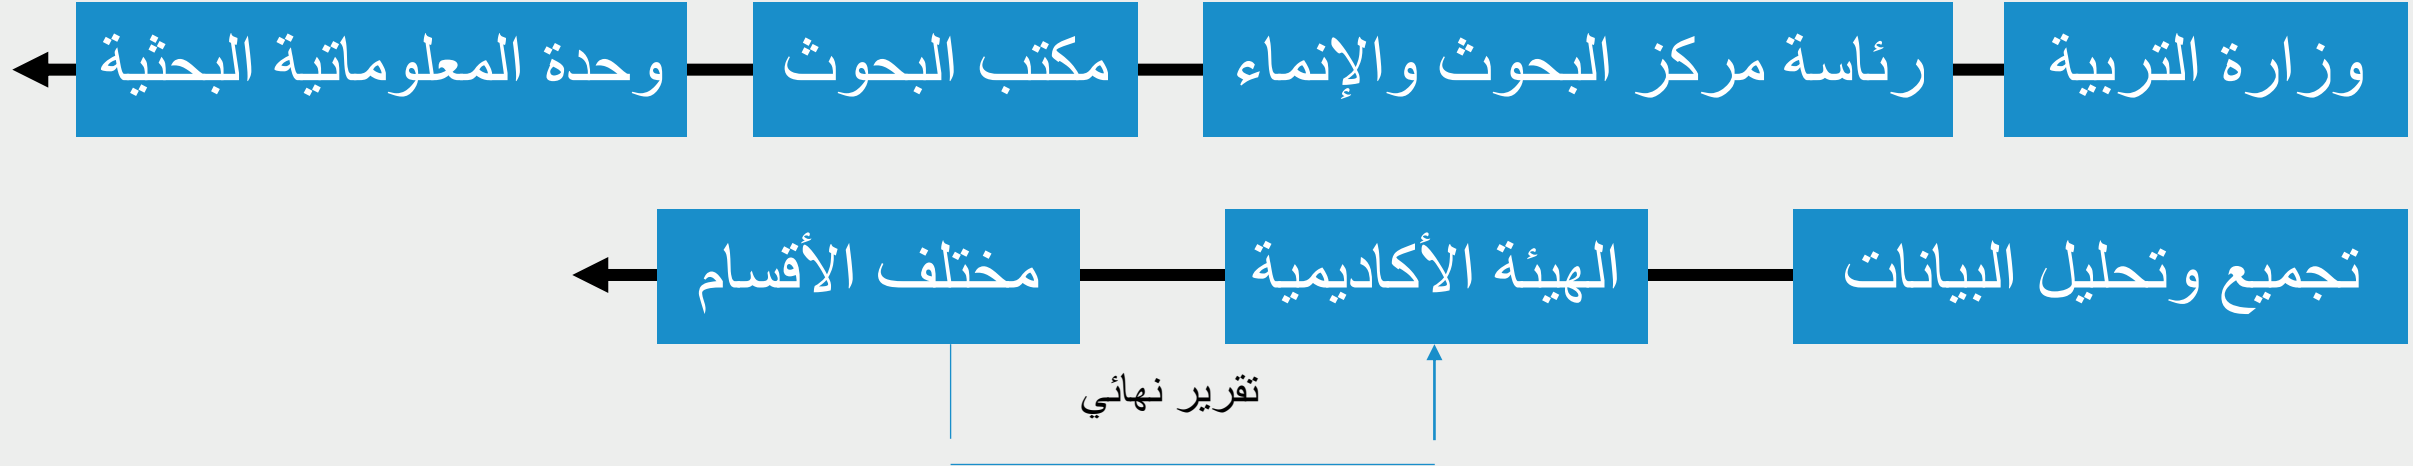 وزارة التربية
رئاسة مركز البحوث والإنماء
مكتب البحوث
وحدة المعلوماتية البحثية
تجميع وتحليل البيانات
الهيئة الأكاديمية
مختلف الأقسام
تقرير نهائي